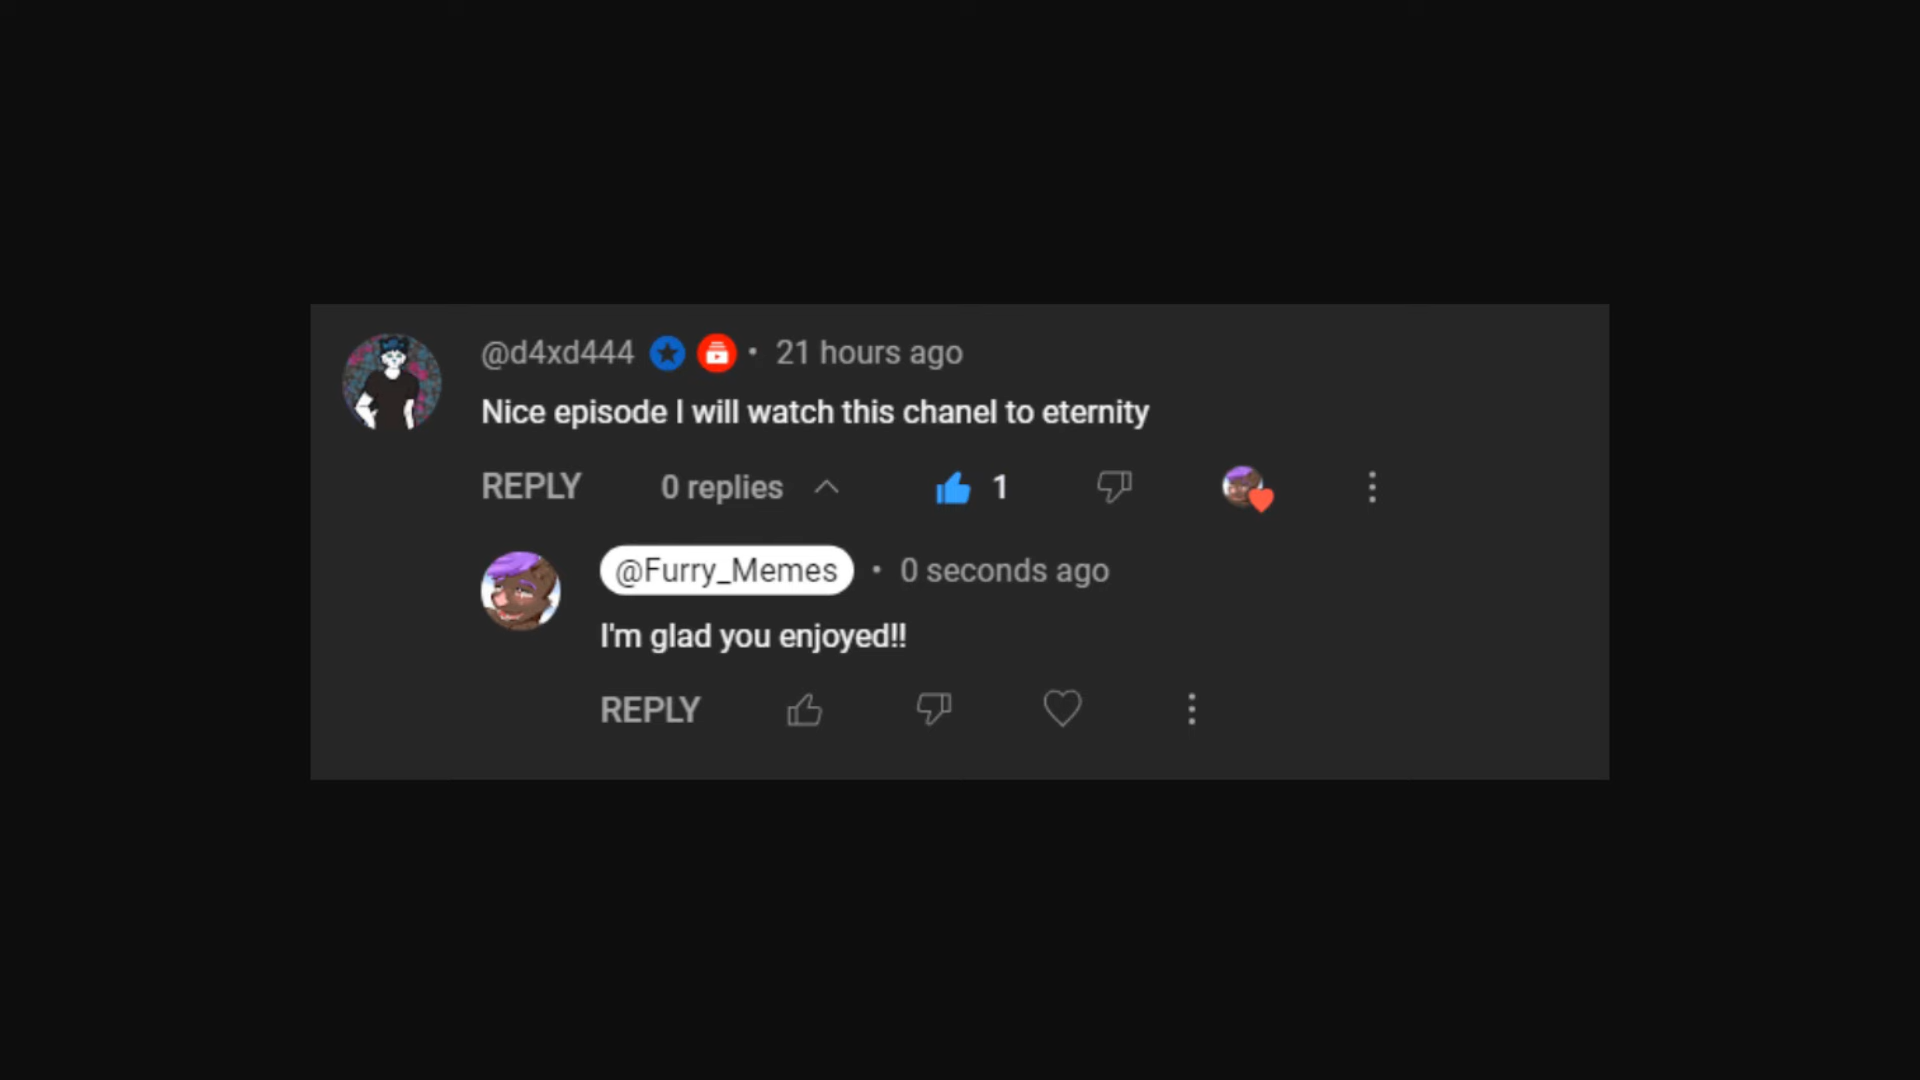 @d4xd444 • 21 hours ago
Nice episode I will watch this chanel to eternity
REPLY 0 replies 1
@Furry_Memes • 0 seconds ago
I'm glad you enjoyed!!
REPLY